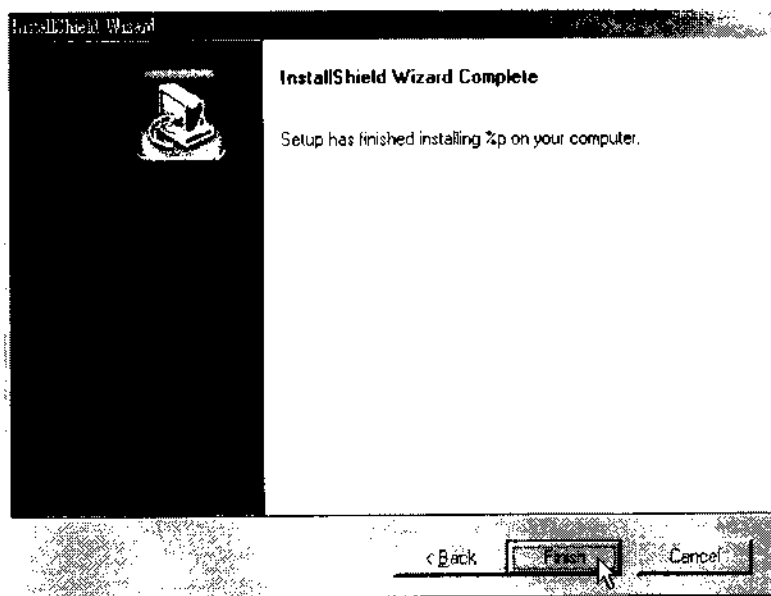 InstallShield Wizard
InstallShield Wizard Complete
Setup has finished installing %p on your computer.
< Back
Finish
Cancel